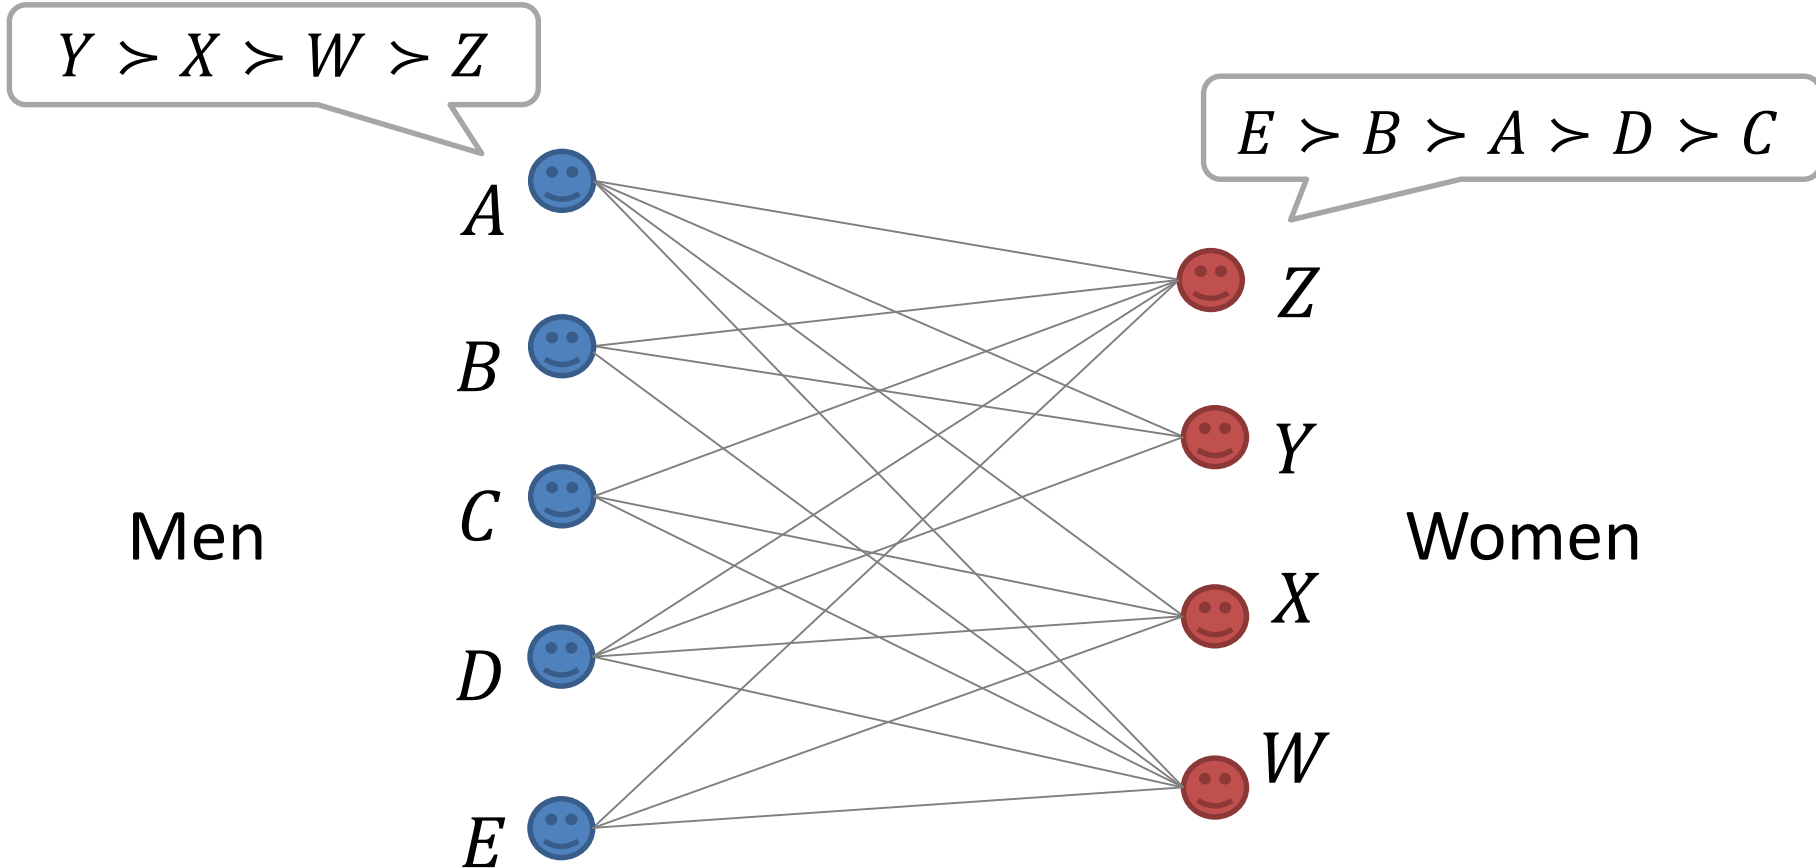 Y ≻ X ≻ W ≻ Z
E ≻ B ≻ A ≻ D ≻ C
A
Z
B
Y
C
Men
Women
X
D
W
E